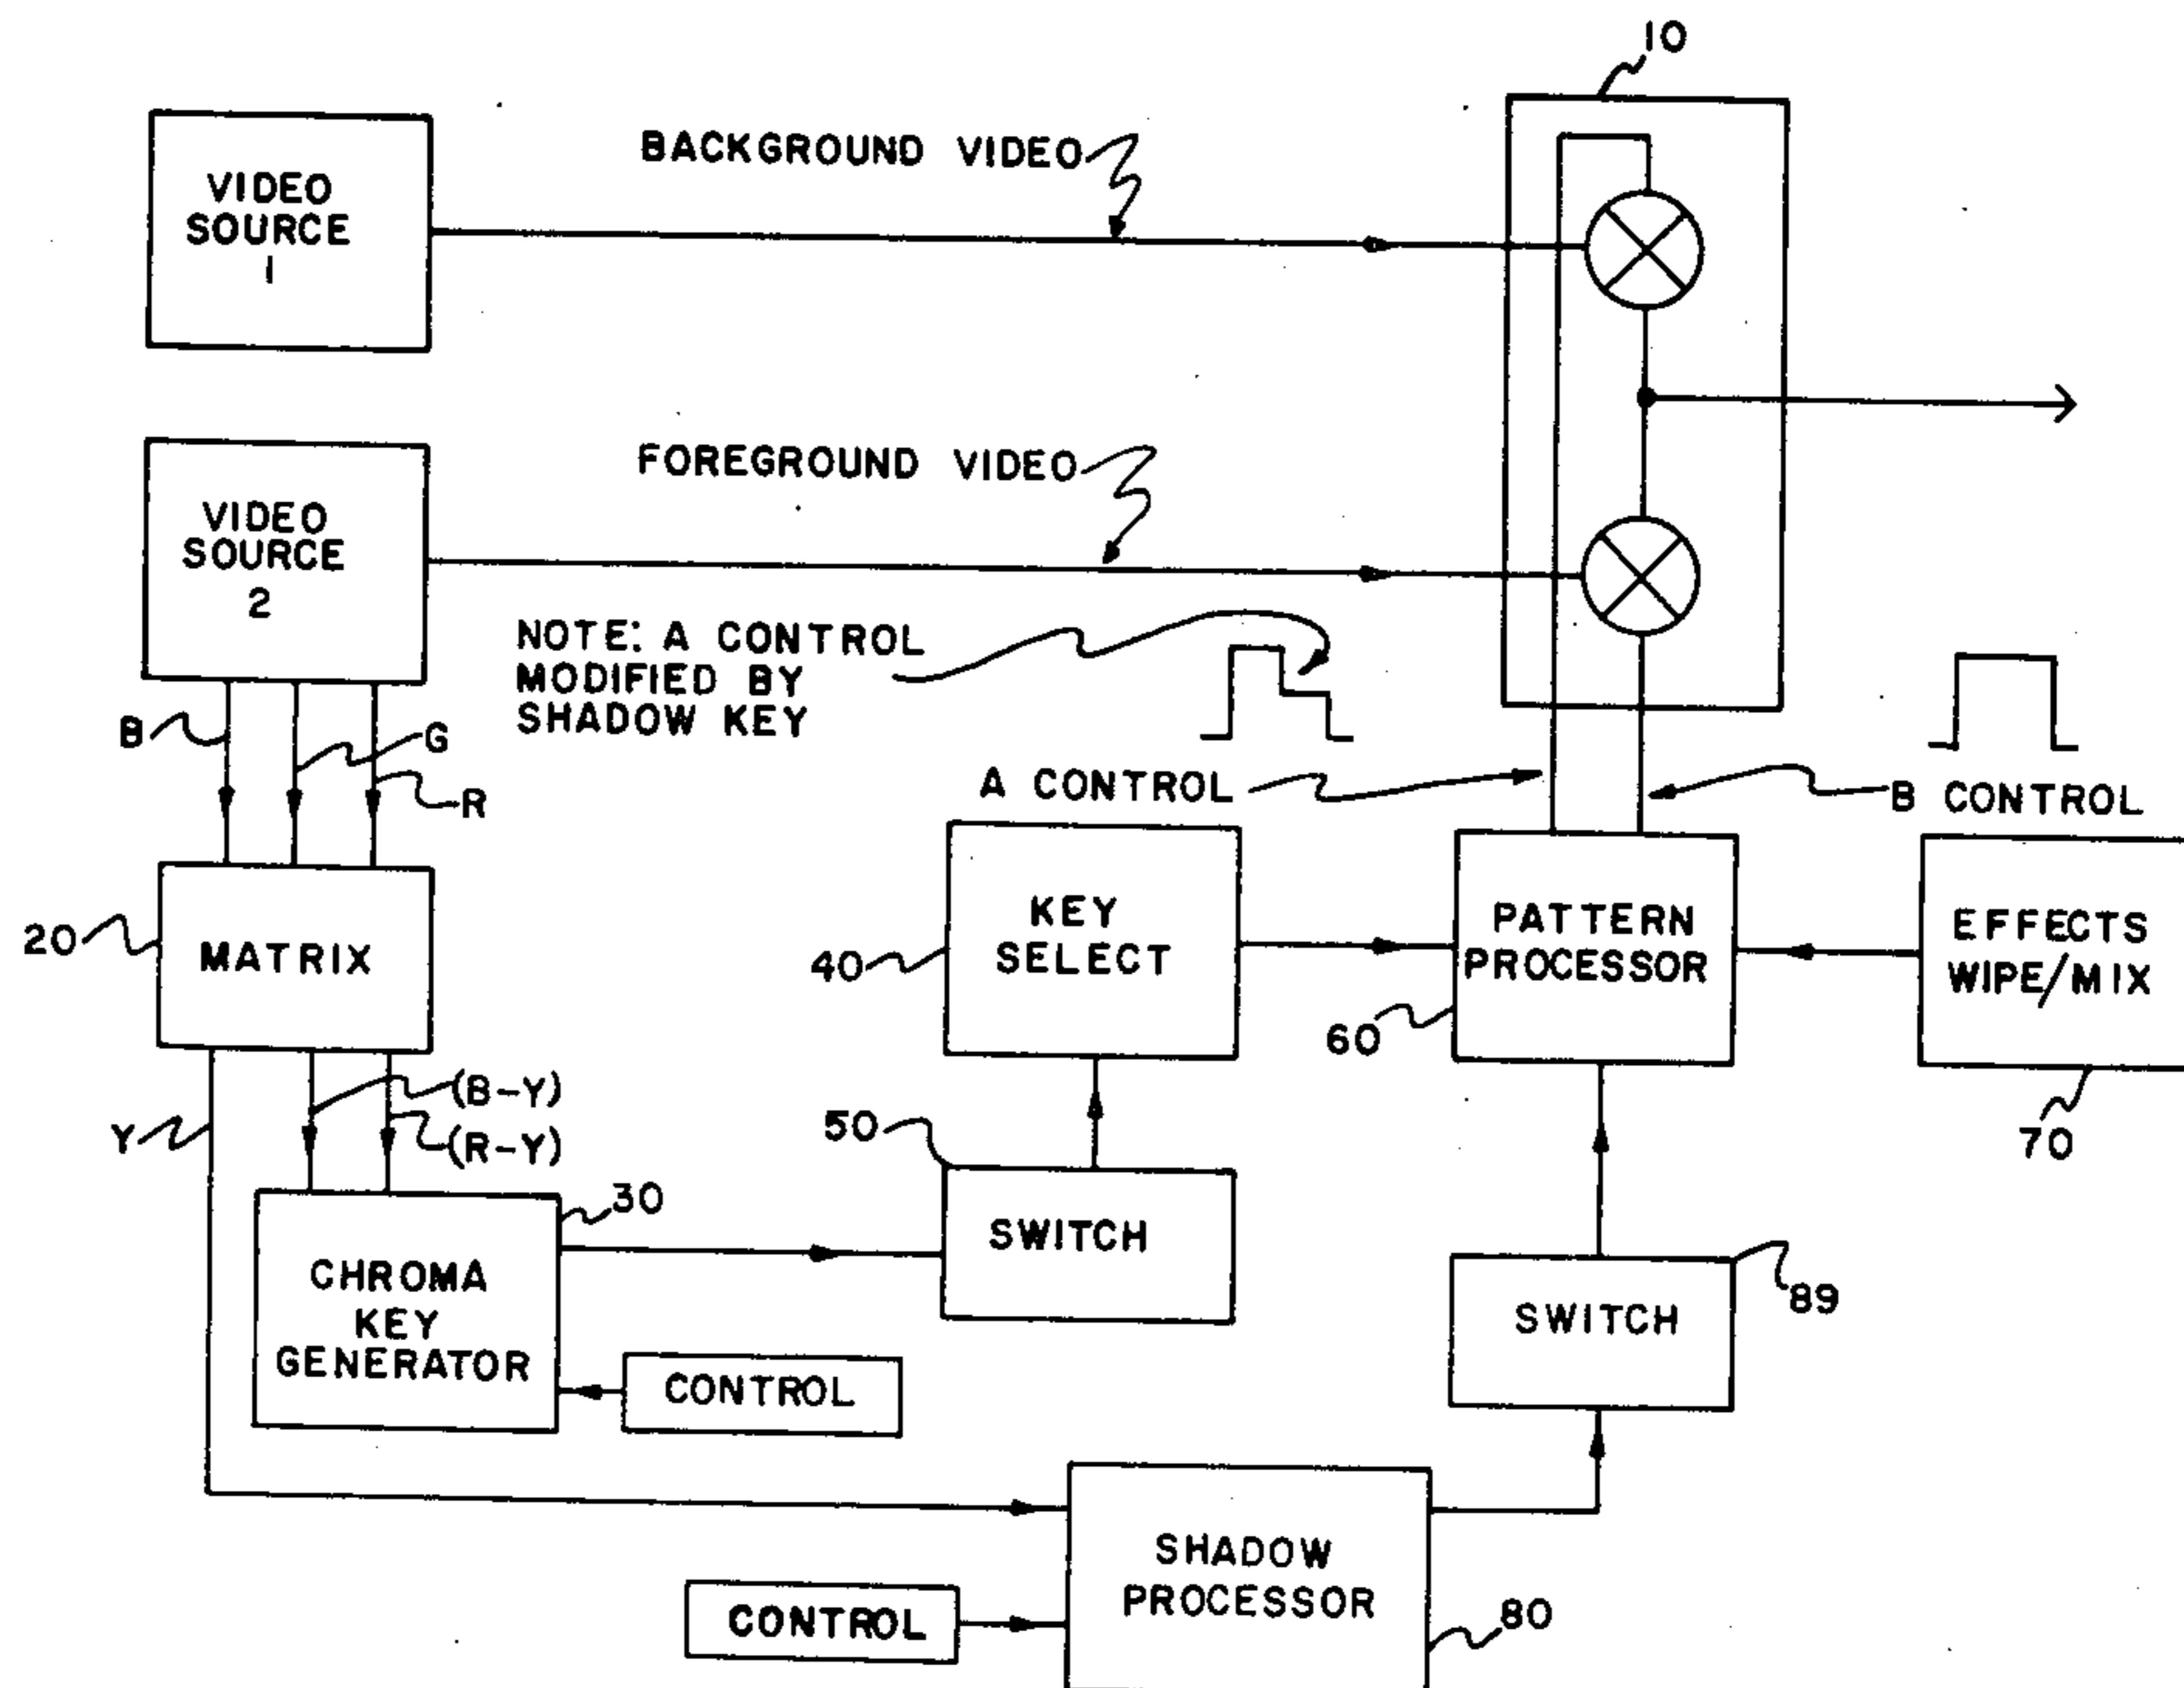 10
VIDEO
SOURCE
1
BACKGROUND VIDEO
VIDEO
SOURCE
2
FOREGROUND VIDEO
NOTE: A CONTROL
MODIFIED BY
SHADOW KEY
B
G
R
A CONTROL
B CONTROL
20
MATRIX
KEY
SELECT
40
PATTERN
PROCESSOR
60
EFFECTS
WIPE/MIX
70
Y
(B-Y)
(R-Y)
50
SWITCH
30
CHROMA
KEY
GENERATOR
CONTROL
SWITCH
89
SHADOW
PROCESSOR
CONTROL
80